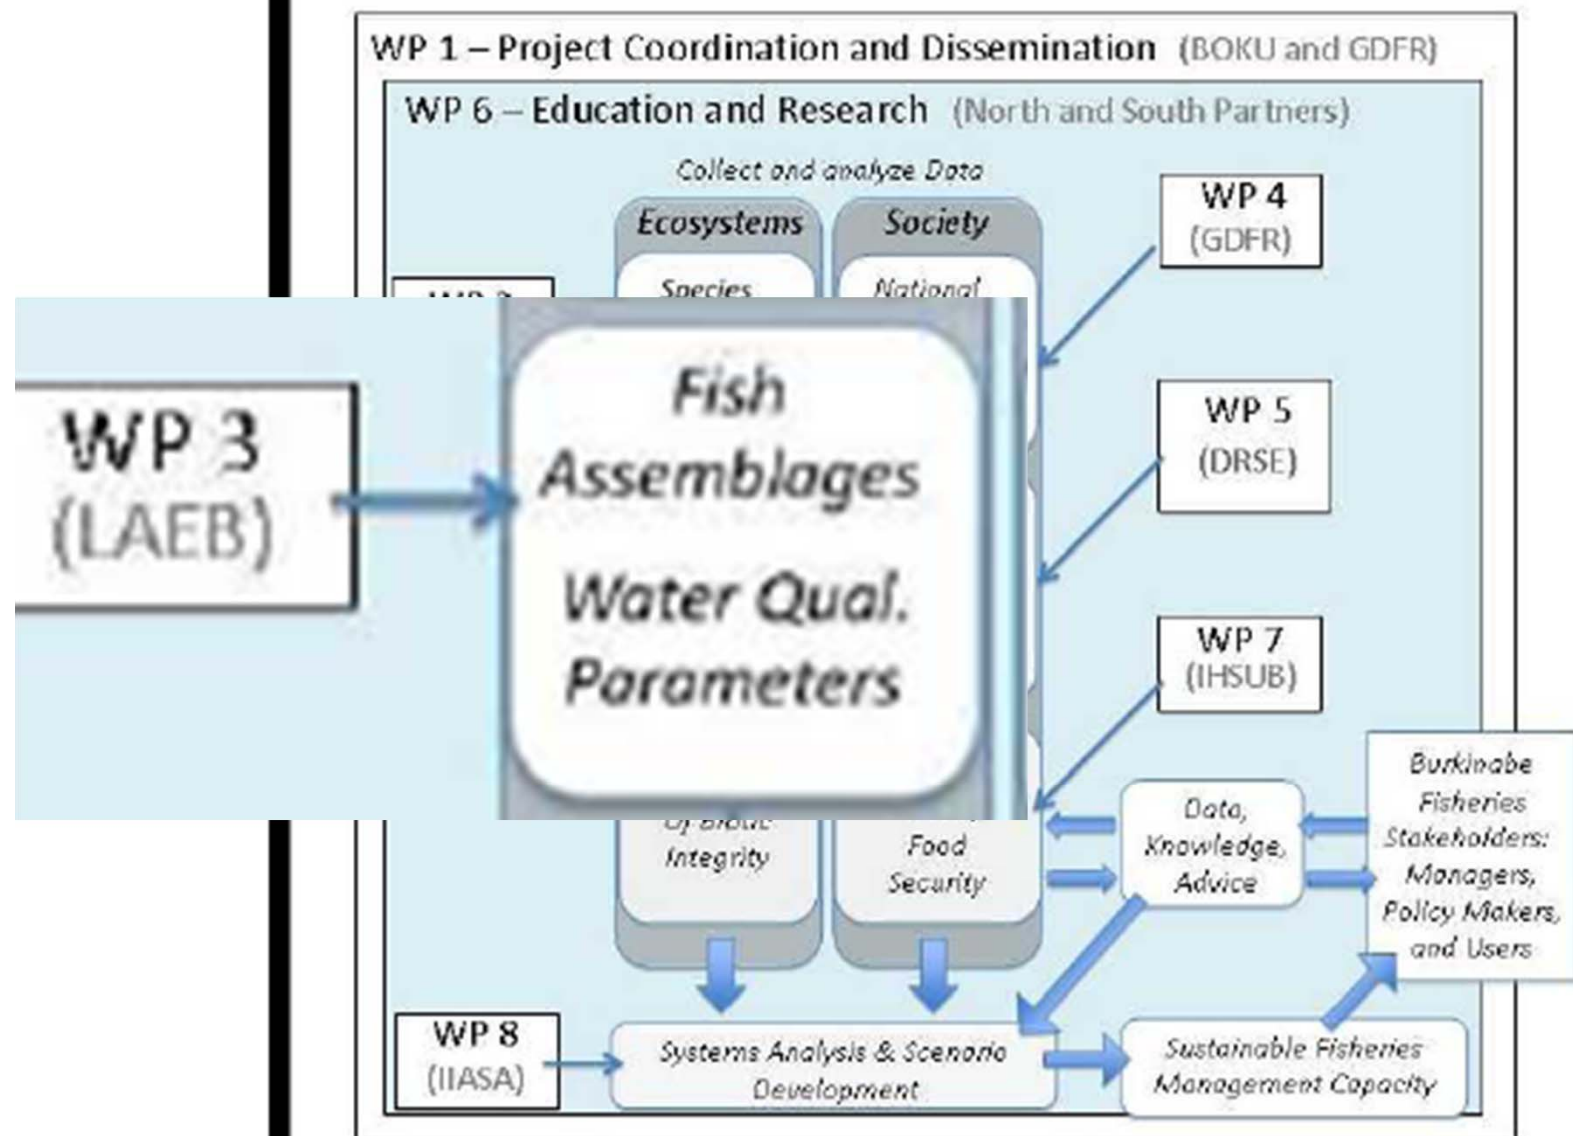 WP 1 – Project Coordination and Dissemination (BOKU and GDFR)
WP 6 – Education and Research (North and South Partners)
Collect and analyze Data
Ecosystems
Society
WP 4
(GDFR)
Species
National
WP 3
(LAEB)
Fish
Assemblages
Water Qual.
Parameters
WP 5
(DRSE)
WP 7
(IHSUB)
Integrity
Food
Security
Data,
Knowledge,
Advice
Burkinabe
Fisheries
Stakeholders:
Managers,
Policy Makers,
and Users
WP 8
(IIASA)
Systems Analysis & Scenario
Development
Sustainable Fisheries
Management Capacity